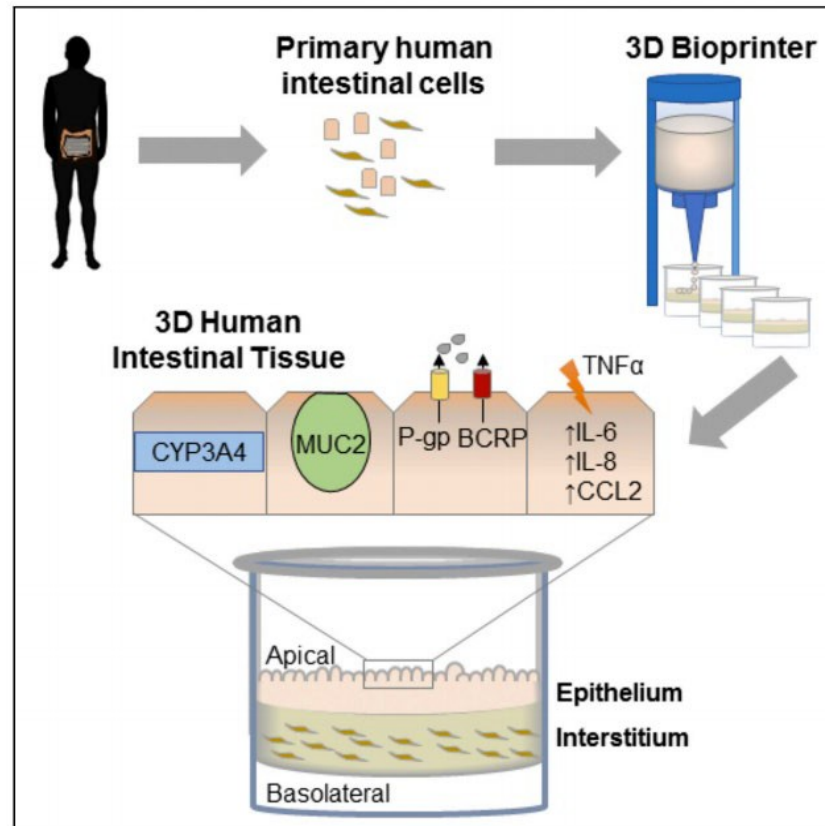 Primary human
intestinal cells
3D Bioprinter
3D Human
Intestinal Tissue
TNFα
CYP3A4
MUC2
P-gp
BCRP
↑IL-6
↑IL-8
↑CCL2
Apical
Epithelium
Interstitium
Basolateral